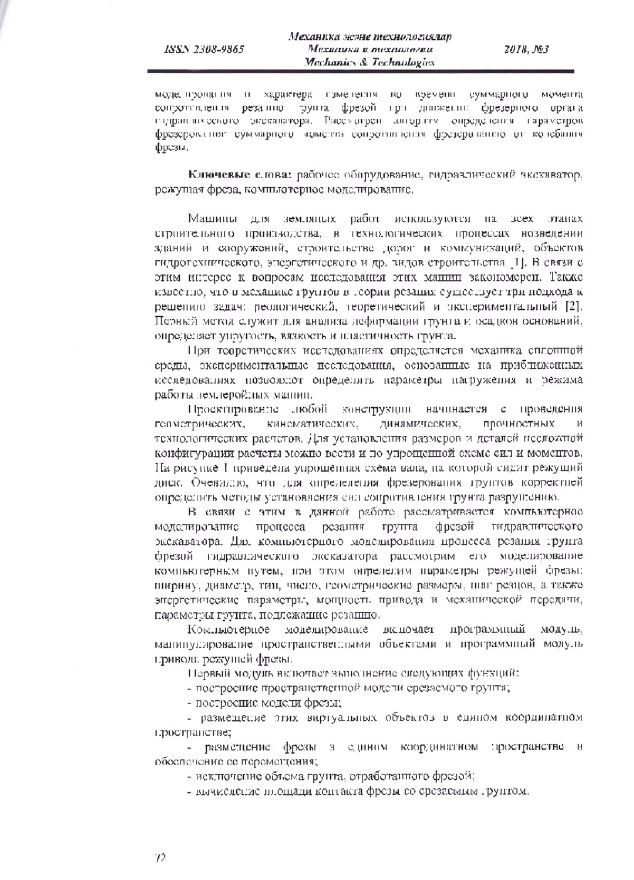 Механика және технологиялар
ISSN 2308-9865 Механика и технологии 2018, №3
Mechanics & Technologies
моделирования и характера изменения во времени суммарного момента
сопротивления резанию грунта фрезой при движении фрезерного органа
гидравлического экскаватора. Рассмотрен алгоритм определения параметров
фрезерования суммарного момента сопротивления фрезерованию от колебания
фрезы.
Ключевые слова: рабочее оборудование, гидравлический экскаватор,
режущая фреза, компьютерное моделирование.
Машины для земляных работ используются на всех этапах
строительного производства, в технологических процессах возведении
зданий и сооружений, строительстве дорог и коммуникаций, объектов
гидротехнического, энергетического и др. видов строительства [1]. В связи с
этим интерес к вопросам исследования этих машин закономерен. Также
известно, что в механике грунтов в теории резания существует три подхода к
решению задач: реологический, теоретический и экспериментальный [2].
Первый метод служит для анализа деформации грунта и осадков оснований,
определяет упругость, вязкость и пластичность грунта.
При теоретических исследованиях определяется механика сплошной
среды, экспериментальные исследования, основанные на приближенных
исследованиях позволяют определить параметры нагружения и режима
работы землеройных машин.
Проектирование любой конструкции начинается с проведения
геометрических, кинематических, динамических, прочностных и
технологических расчетов. Для установления размеров и деталей несложной
конфигурации расчеты можно вести и по упрощенной схеме сил и моментов.
На рисунке 1 приведена упрощенная схема вала, на которой сидит режущий
диск. Очевидно, что для определения фрезерования грунтов корректней
определить методы установления сил сопротивления грунта разрушению.
В связи с этим в данной работе рассматривается компьютерное
моделирование процесса резания грунта фрезой гидравлического
экскаватора. Для компьютерного моделирования процесса резания грунта
фрезой гидравлического экскаватора рассмотрим его моделирование
компьютерным путем, при этом определим параметры режущей фрезы:
ширину, диаметр, тип, число, геометрические размеры, шаг резцов, а также
энергетические параметры, мощность привода и механической передачи,
параметры грунта, подлежащие резанию.
Компьютерное моделирование включает программный модуль,
манипулирование пространственными объектами и программный модуль
привода режущей фрезы.
Первый модуль включает выполнение следующих функций:
- построение пространственной модели срезаемого грунта;
- построение модели фрезы;
- размещение этих виртуальных объектов в едином координатном
пространстве;
- размещение фрезы в едином координатном пространстве и
обеспечение ее перемещения;
- исключение объема грунта, отработанного фрезой;
- вычисление площади контакта фрезы со срезаемым грунтом.
72